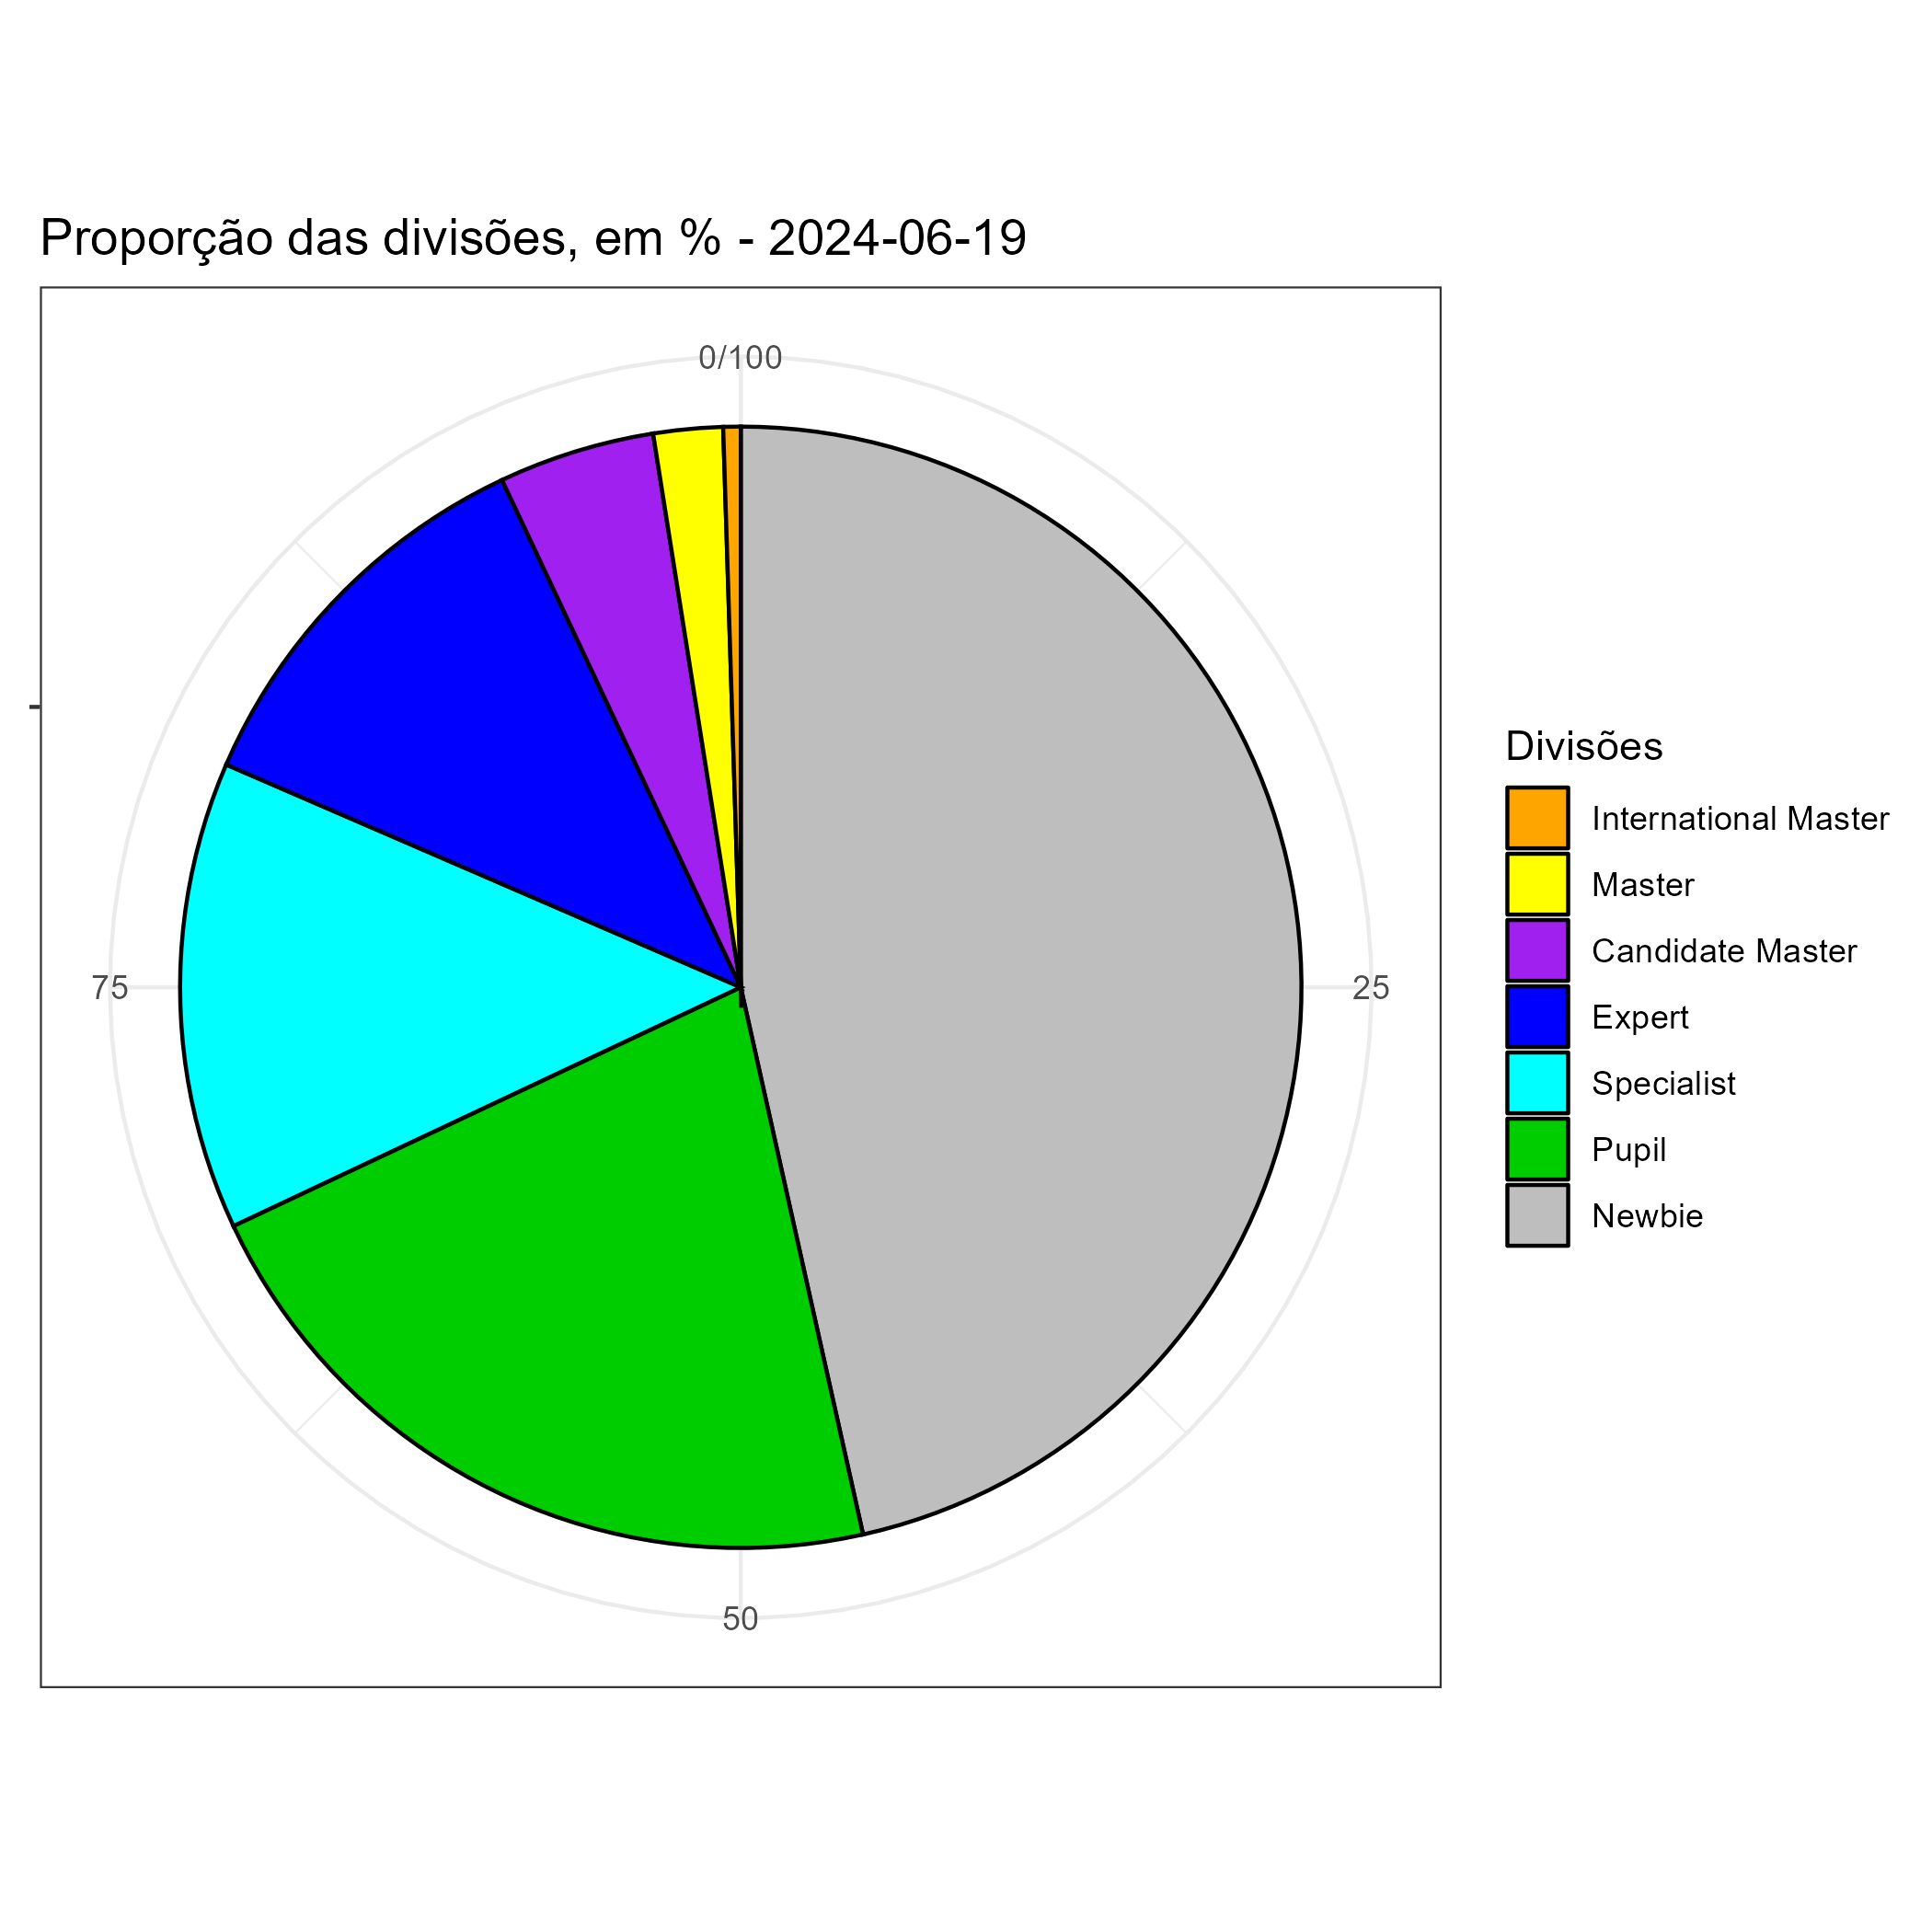 Proporção das divisões, em % - 2024-06-19
0/100
75
25
50
Divisões
International Master
Master
Candidate Master
Expert
Specialist
Pupil
Newbie